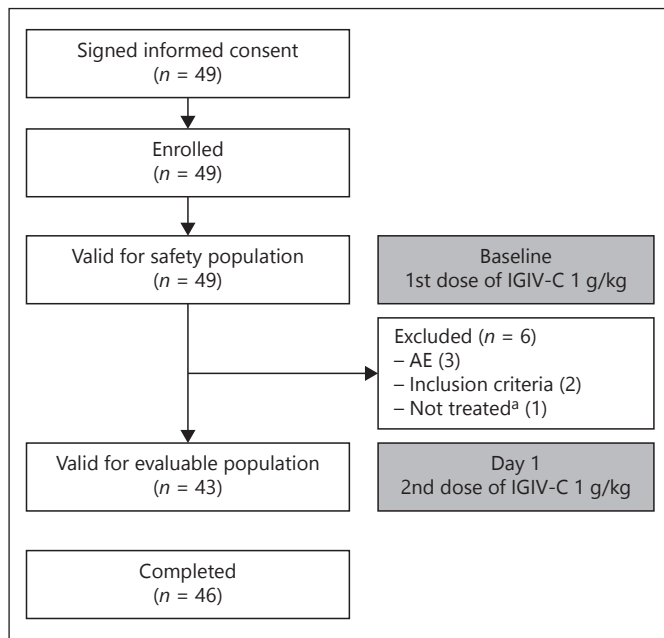 Signed informed consent
(n = 49)
Enrolled
(n = 49)
Valid for safety population
(n = 49)
Baseline
1st dose of IGIV-C 1 g/kg
Excluded (n = 6)
– AE (3)
– Inclusion criteria (2)
– Not treatedª (1)
Valid for evaluable population
(n = 43)
Day 1
2nd dose of IGIV-C 1 g/kg
Completed
(n = 46)